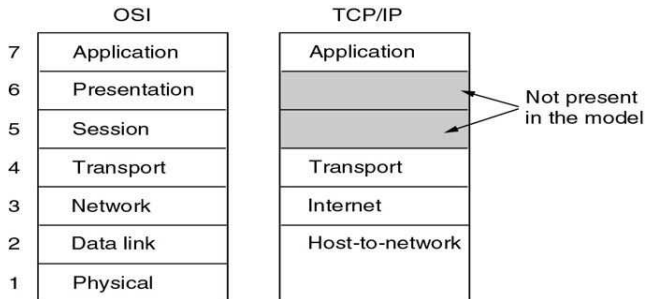 OSI TCP/IP
7 Application Application
6 Presentation
Not present
in the model
5 Session
4 Transport Transport
3 Network Internet
2 Data link Host-to-network
1 Physical